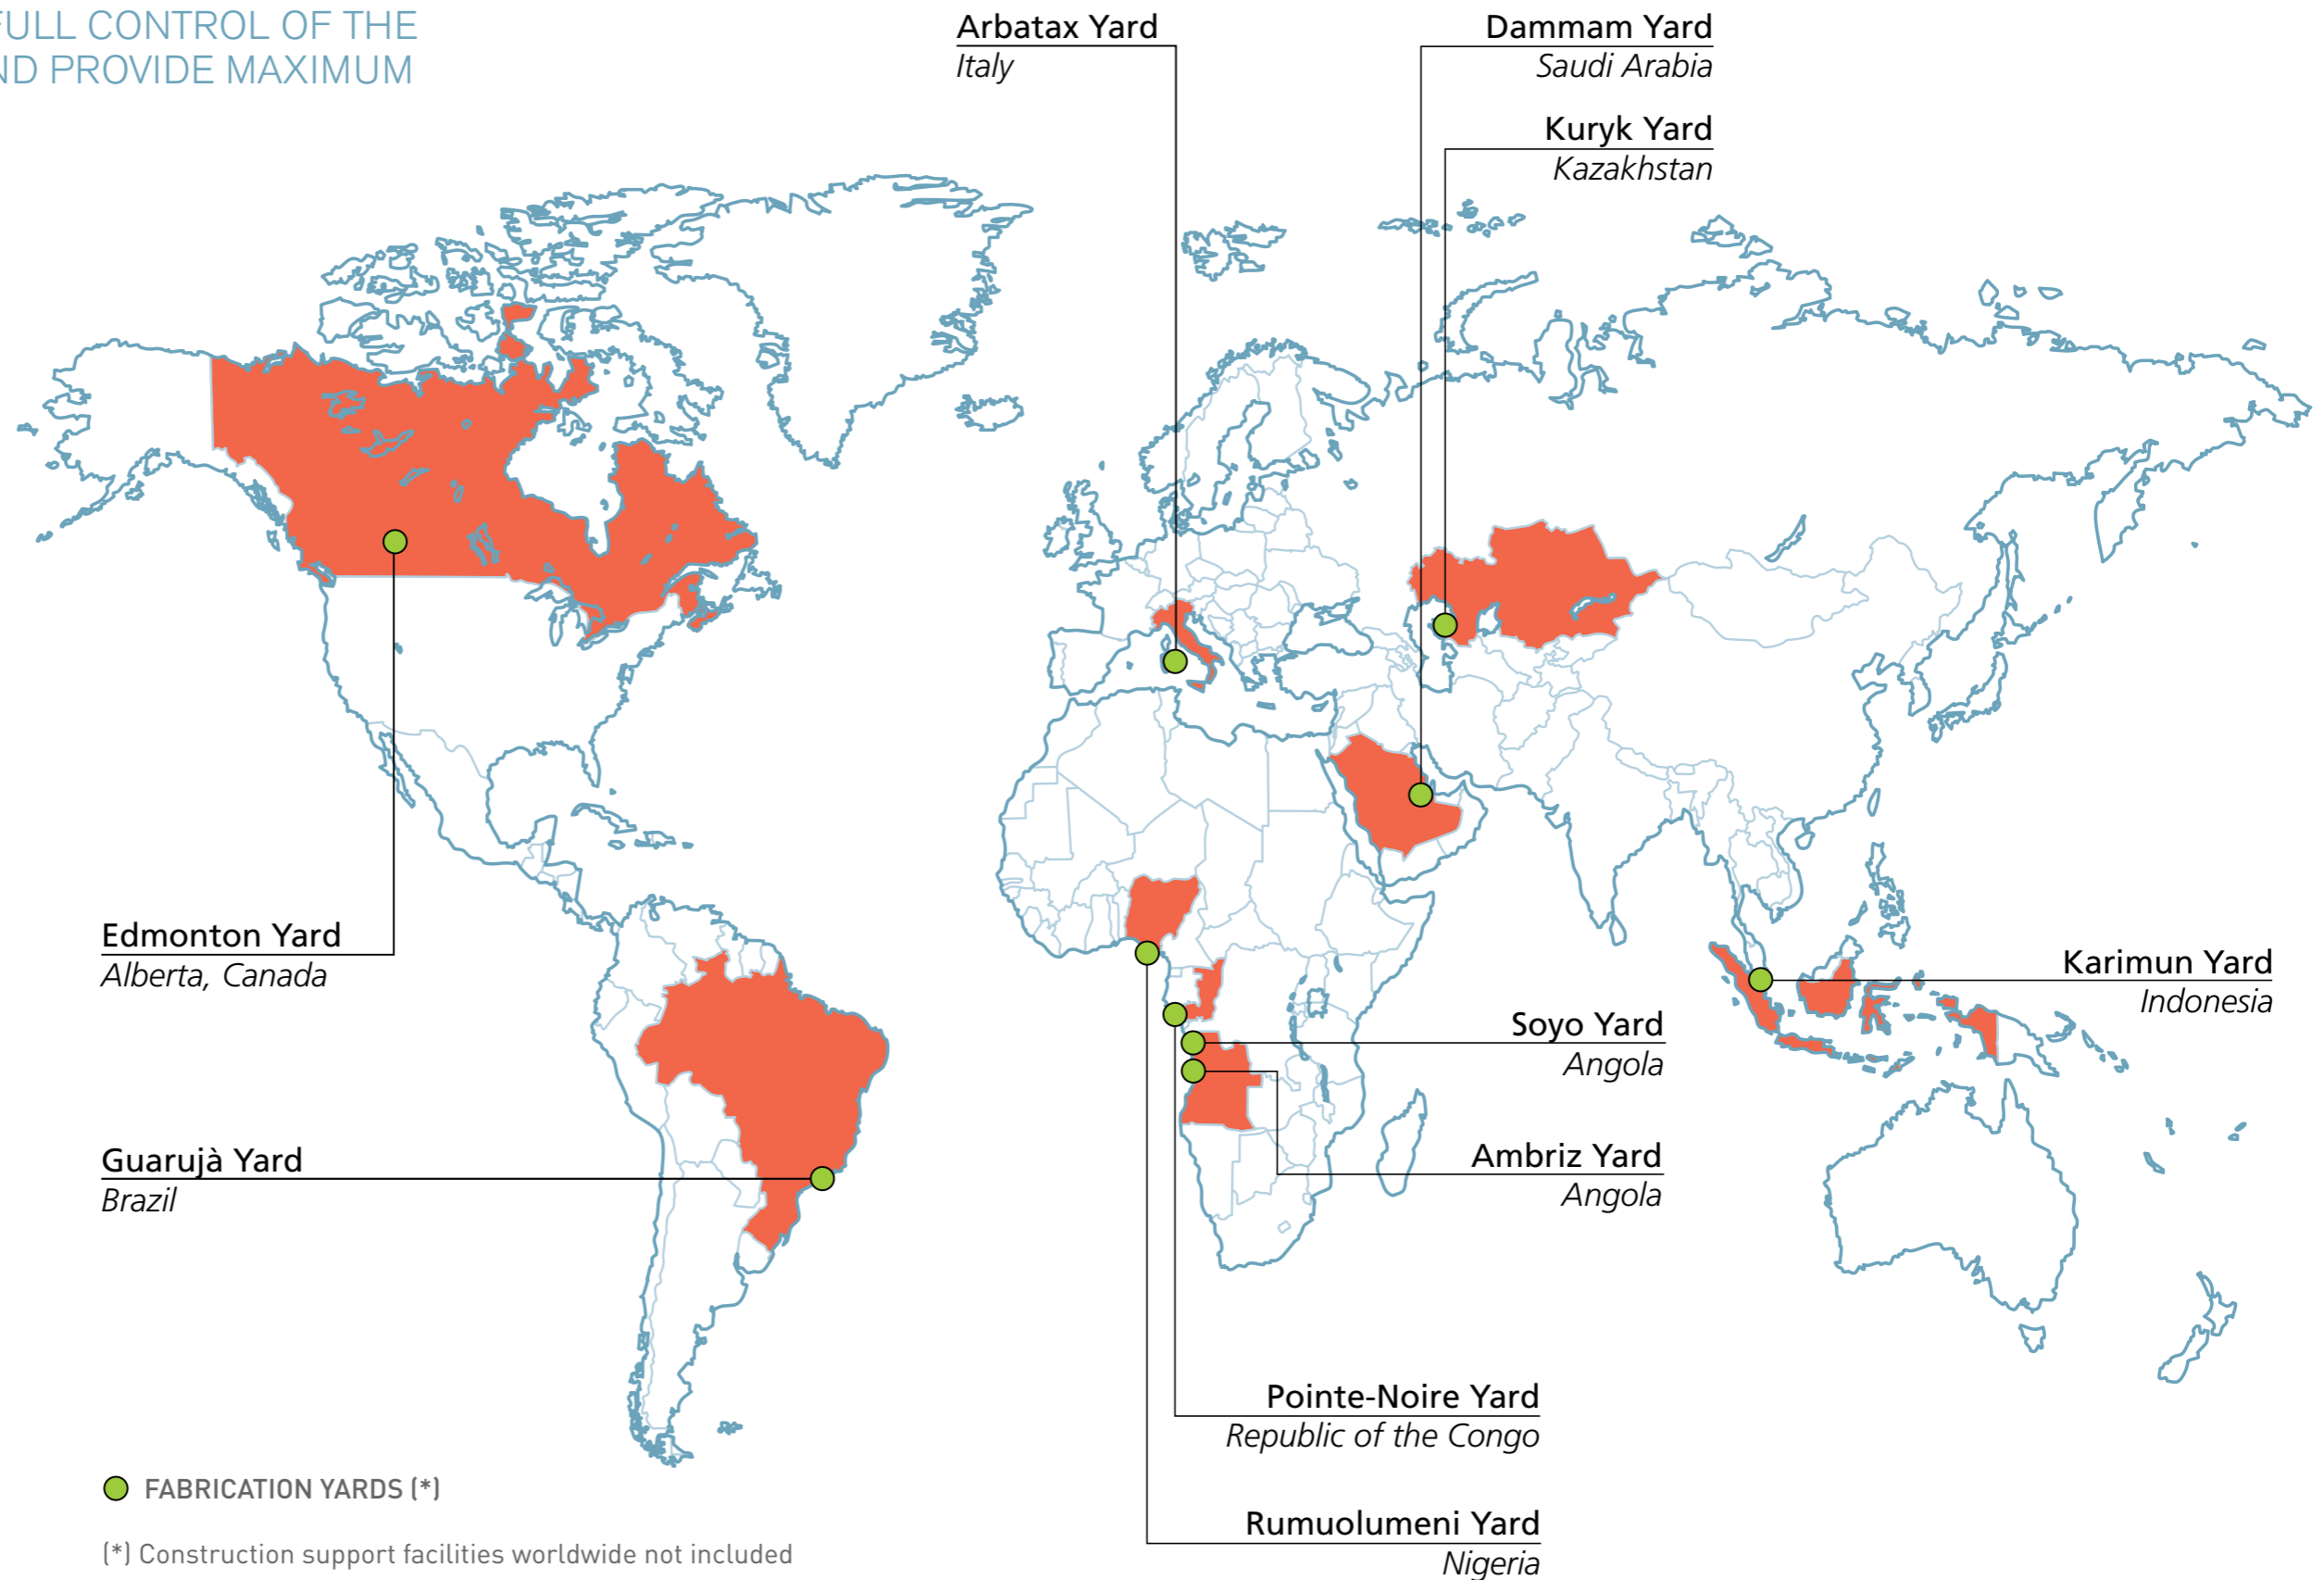 FULL CONTROL OF THE
ND PROVIDE MAXIMUM
Arbatax Yard
Italy
Dammam Yard
Saudi Arabia
Kuryk Yard
Kazakhstan
Edmonton Yard
Alberta, Canada
Karimun Yard
Indonesia
Soyo Yard
Angola
Guarujà Yard
Brazil
Ambriz Yard
Angola
Pointe-Noire Yard
Republic of the Congo
FABRICATION YARDS (*)
Rumuolumeni Yard
Nigeria
(*) Construction support facilities worldwide not included